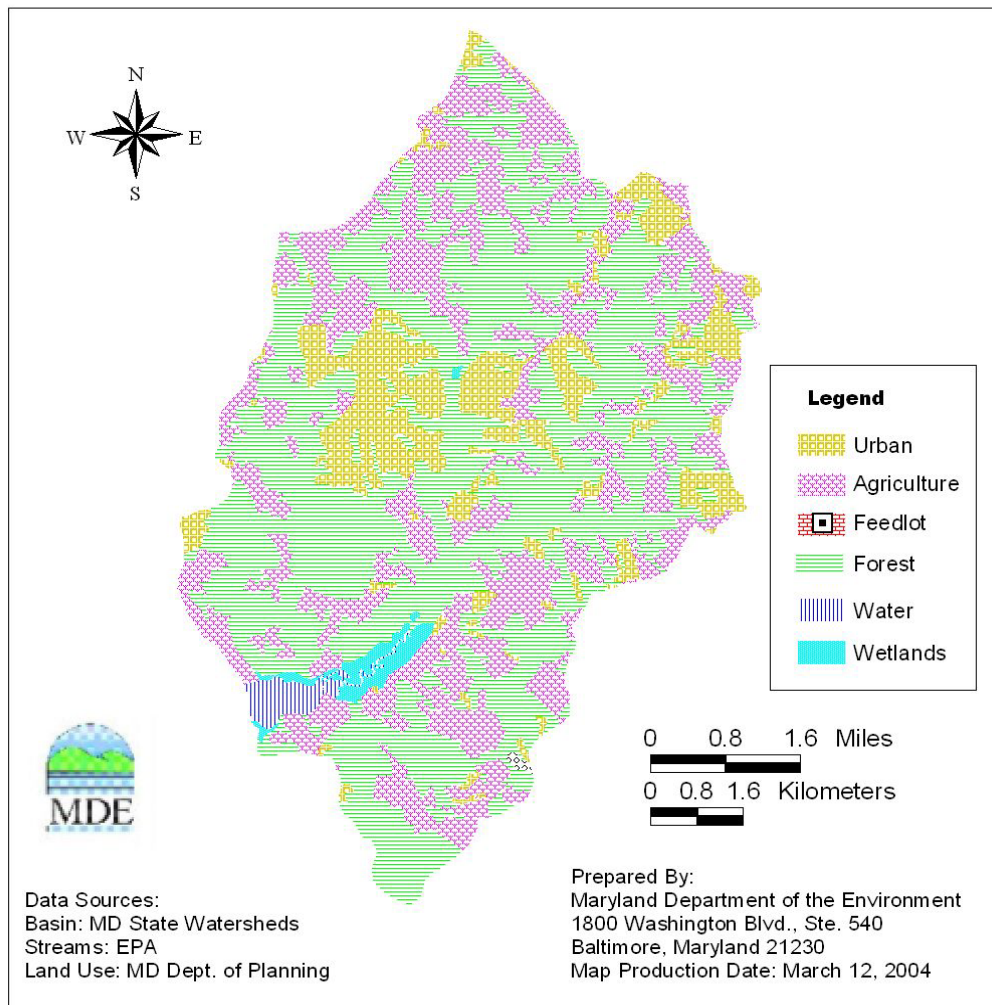 N
W E
S
Legend
Urban
Agriculture
Feedlot
Forest
Water
Wetlands
0 0.8 1.6 Miles
0 0.8 1.6 Kilometers
MDE
Data Sources:
Basin: MD State Watersheds
Streams: EPA
Land Use: MD Dept. of Planning
Prepared By:
Maryland Department of the Environment
1800 Washington Blvd., Ste. 540
Baltimore, Maryland 21230
Map Production Date: March 12, 2004